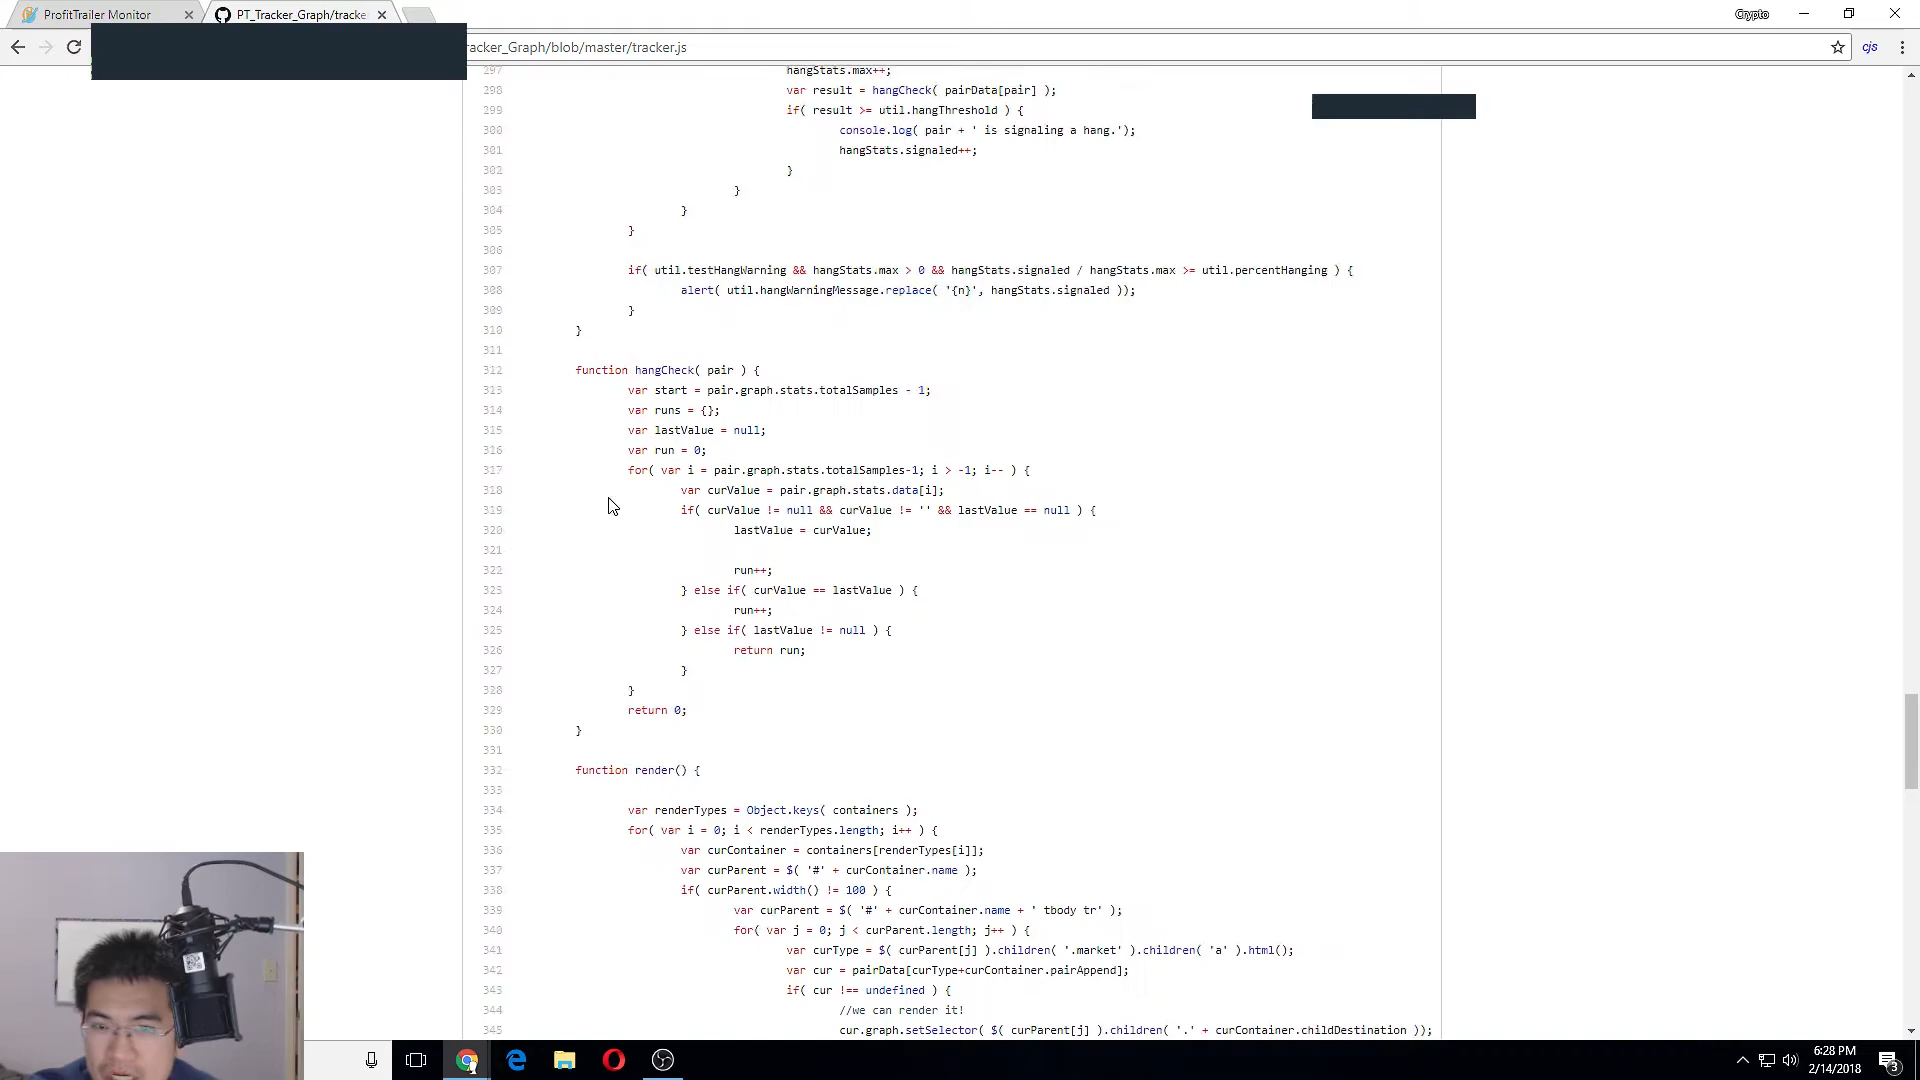 ProfitTrailer Monitor
PT_Tracker_Graph/tracke
Crypto
racker_Graph/blob/master/tracker.js
cjs
297 hangStats.max++;
298 var result = hangCheck( pairData[pair] );
299 if( result >= util.hangThreshold ) {
300 console.log( pair + ' is signaling a hang.');
301 hangStats.signaled++;
302 }
303 }
304 }
305 }
306
307 if( util.testHangWarning && hangStats.max > 0 && hangStats.signaled / hangStats.max >= util.percentHanging ) {
308 alert( util.hangWarningMessage.replace( '{n}', hangStats.signaled ));
309 }
310 }
311
312 function hangCheck( pair ) {
313 var start = pair.graph.stats.totalSamples - 1;
314 var runs = {};
315 var lastValue = null;
316 var run = 0;
317 for( var i = pair.graph.stats.totalSamples-1; i > -1; i-- ) {
318 var curValue = pair.graph.stats.data[i];
319 if( curValue != null && curValue != '' && lastValue == null ) {
320 lastValue = curValue;
321
322 run++;
323 } else if( curValue == lastValue ) {
324 run++;
325 } else if( lastValue != null ) {
326 return run;
327 }
328 }
329 return 0;
330 }
331
332 function render() {
333
334 var renderTypes = Object.keys( containers );
335 for( var i = 0; i < renderTypes.length; i++ ) {
336 var curContainer = containers[renderTypes[i]];
337 var curParent = $( '#' + curContainer.name );
338 if( curParent.width() != 100 ) {
339 var curParent = $( '#' + curContainer.name + ' tbody tr' );
340 for( var j = 0; j < curParent.length; j++ ) {
341 var curType = $( curParent[j] ).children( '.market' ).children( 'a' ).html();
342 var cur = pairData[curType+curContainer.pairAppend];
343 if( cur !== undefined ) {
344 //we can render it!
345 cur.graph.setSelector( $( curParent[j] ).children( '.' + curContainer.childDestination ));
6:28 PM
2/14/2018
3